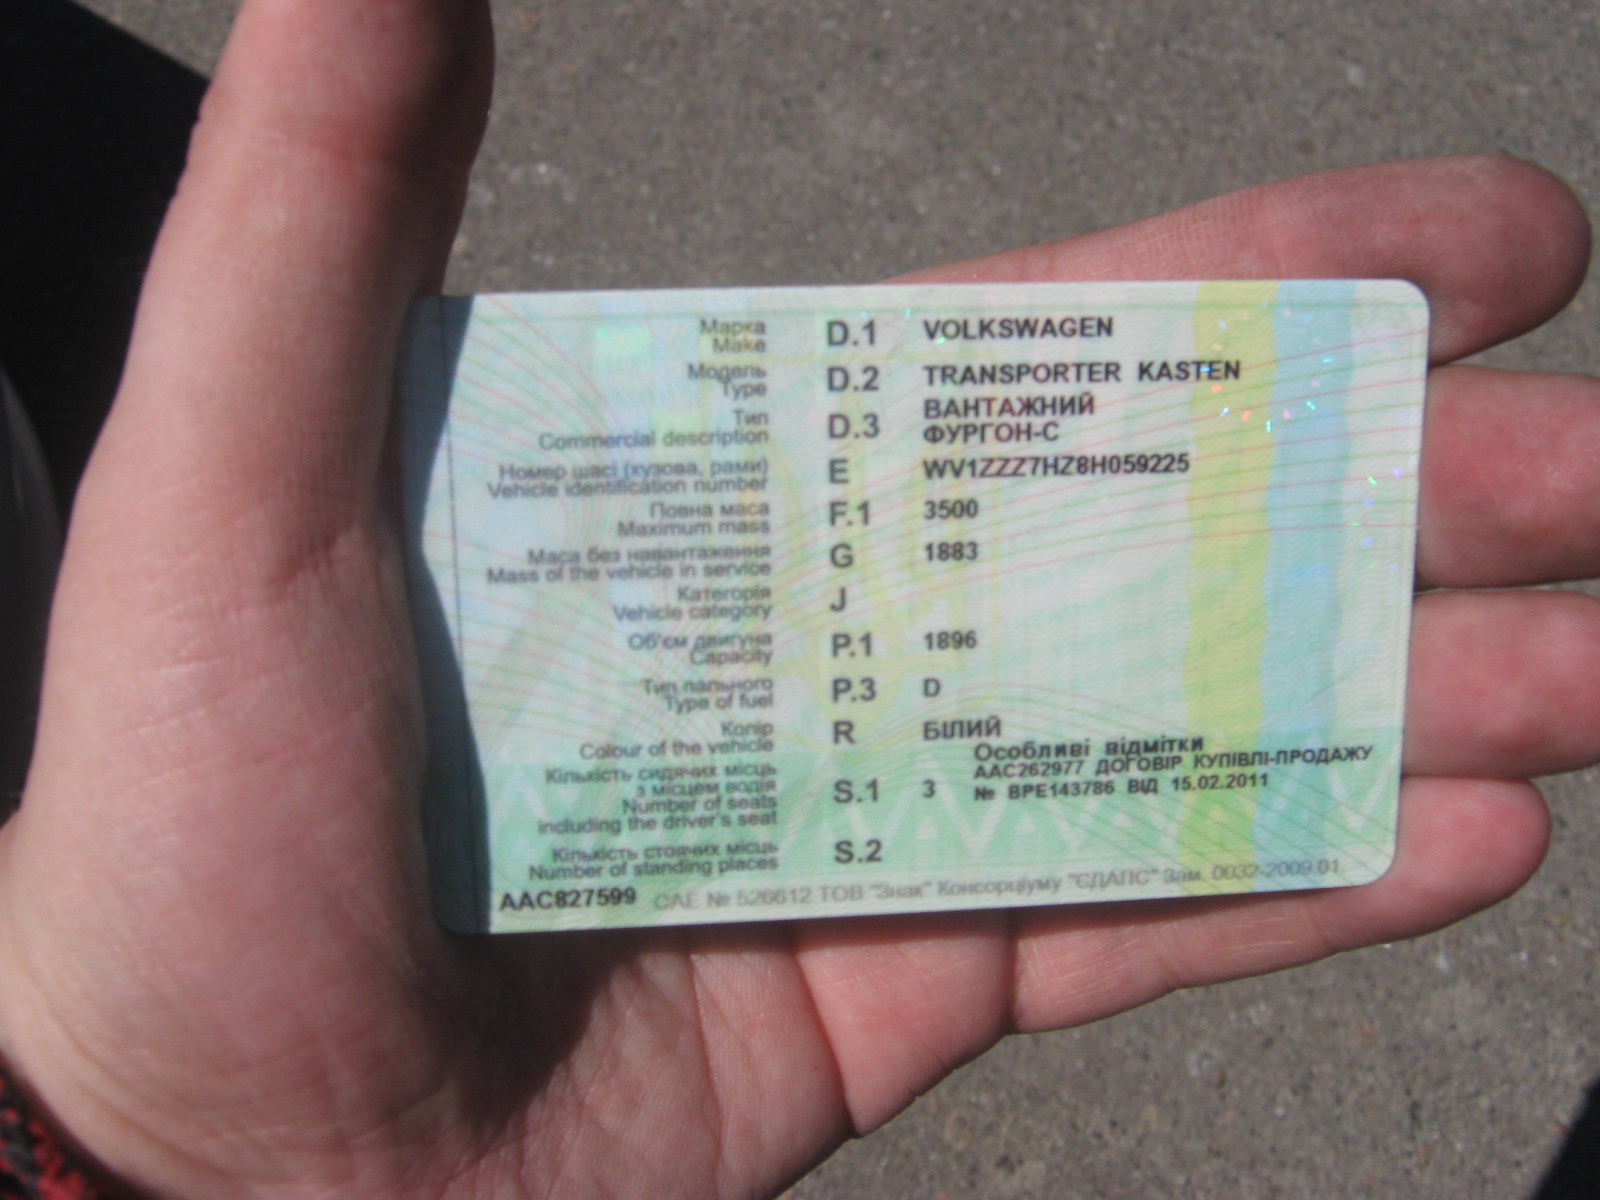 Марка
Make D.1 VOLKSWAGEN
Модель
Type D.2 TRANSPORTER KASTEN
Тип
Commercial description D.3 ВАНТАЖНИЙ
ФУРГОН-С
Номер шасі (кузова, рами)
Vehicle identification number E WV1ZZZ7HZ8H059225
Повна маса
Maximum mass F.1 3500
Маса без навантаження
Mass of the vehicle in service G 1883
Категорія
Vehicle category J
Об'єм двигуна
Capacity P.1 1896
Тип пального
Type of fuel P.3 D
Колір
Colour of the vehicle R БІЛИЙ
Особливі відмітки
ААС262977 ДОГОВІР КУПІВЛІ-ПРОДАЖУ
№ ВРЕ143786 ВІД 15.02.2011
Кількість сидячих місць
з місцем водія
Number of seats
including the driver's seat S.1 3
Кількість стоячих місць
Number of standing places S.2
ААС827599 САЕ № 526612 ТОВ "Знак" Консорціуму "ЄДАПС" Зам. 0032-2009.01.